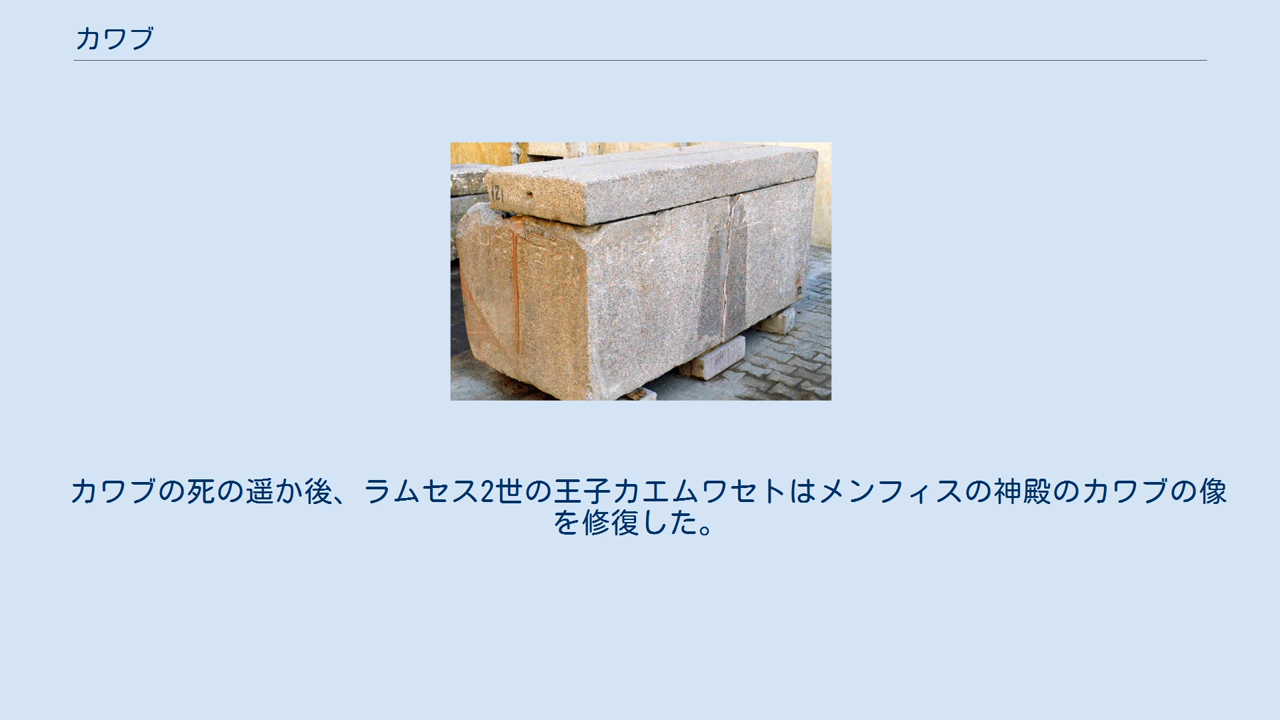 カワブ
カワブの死の遥か後、ラムセス2世の王子カエムワセトはメンフィスの神殿のカワブの像
を修復した。